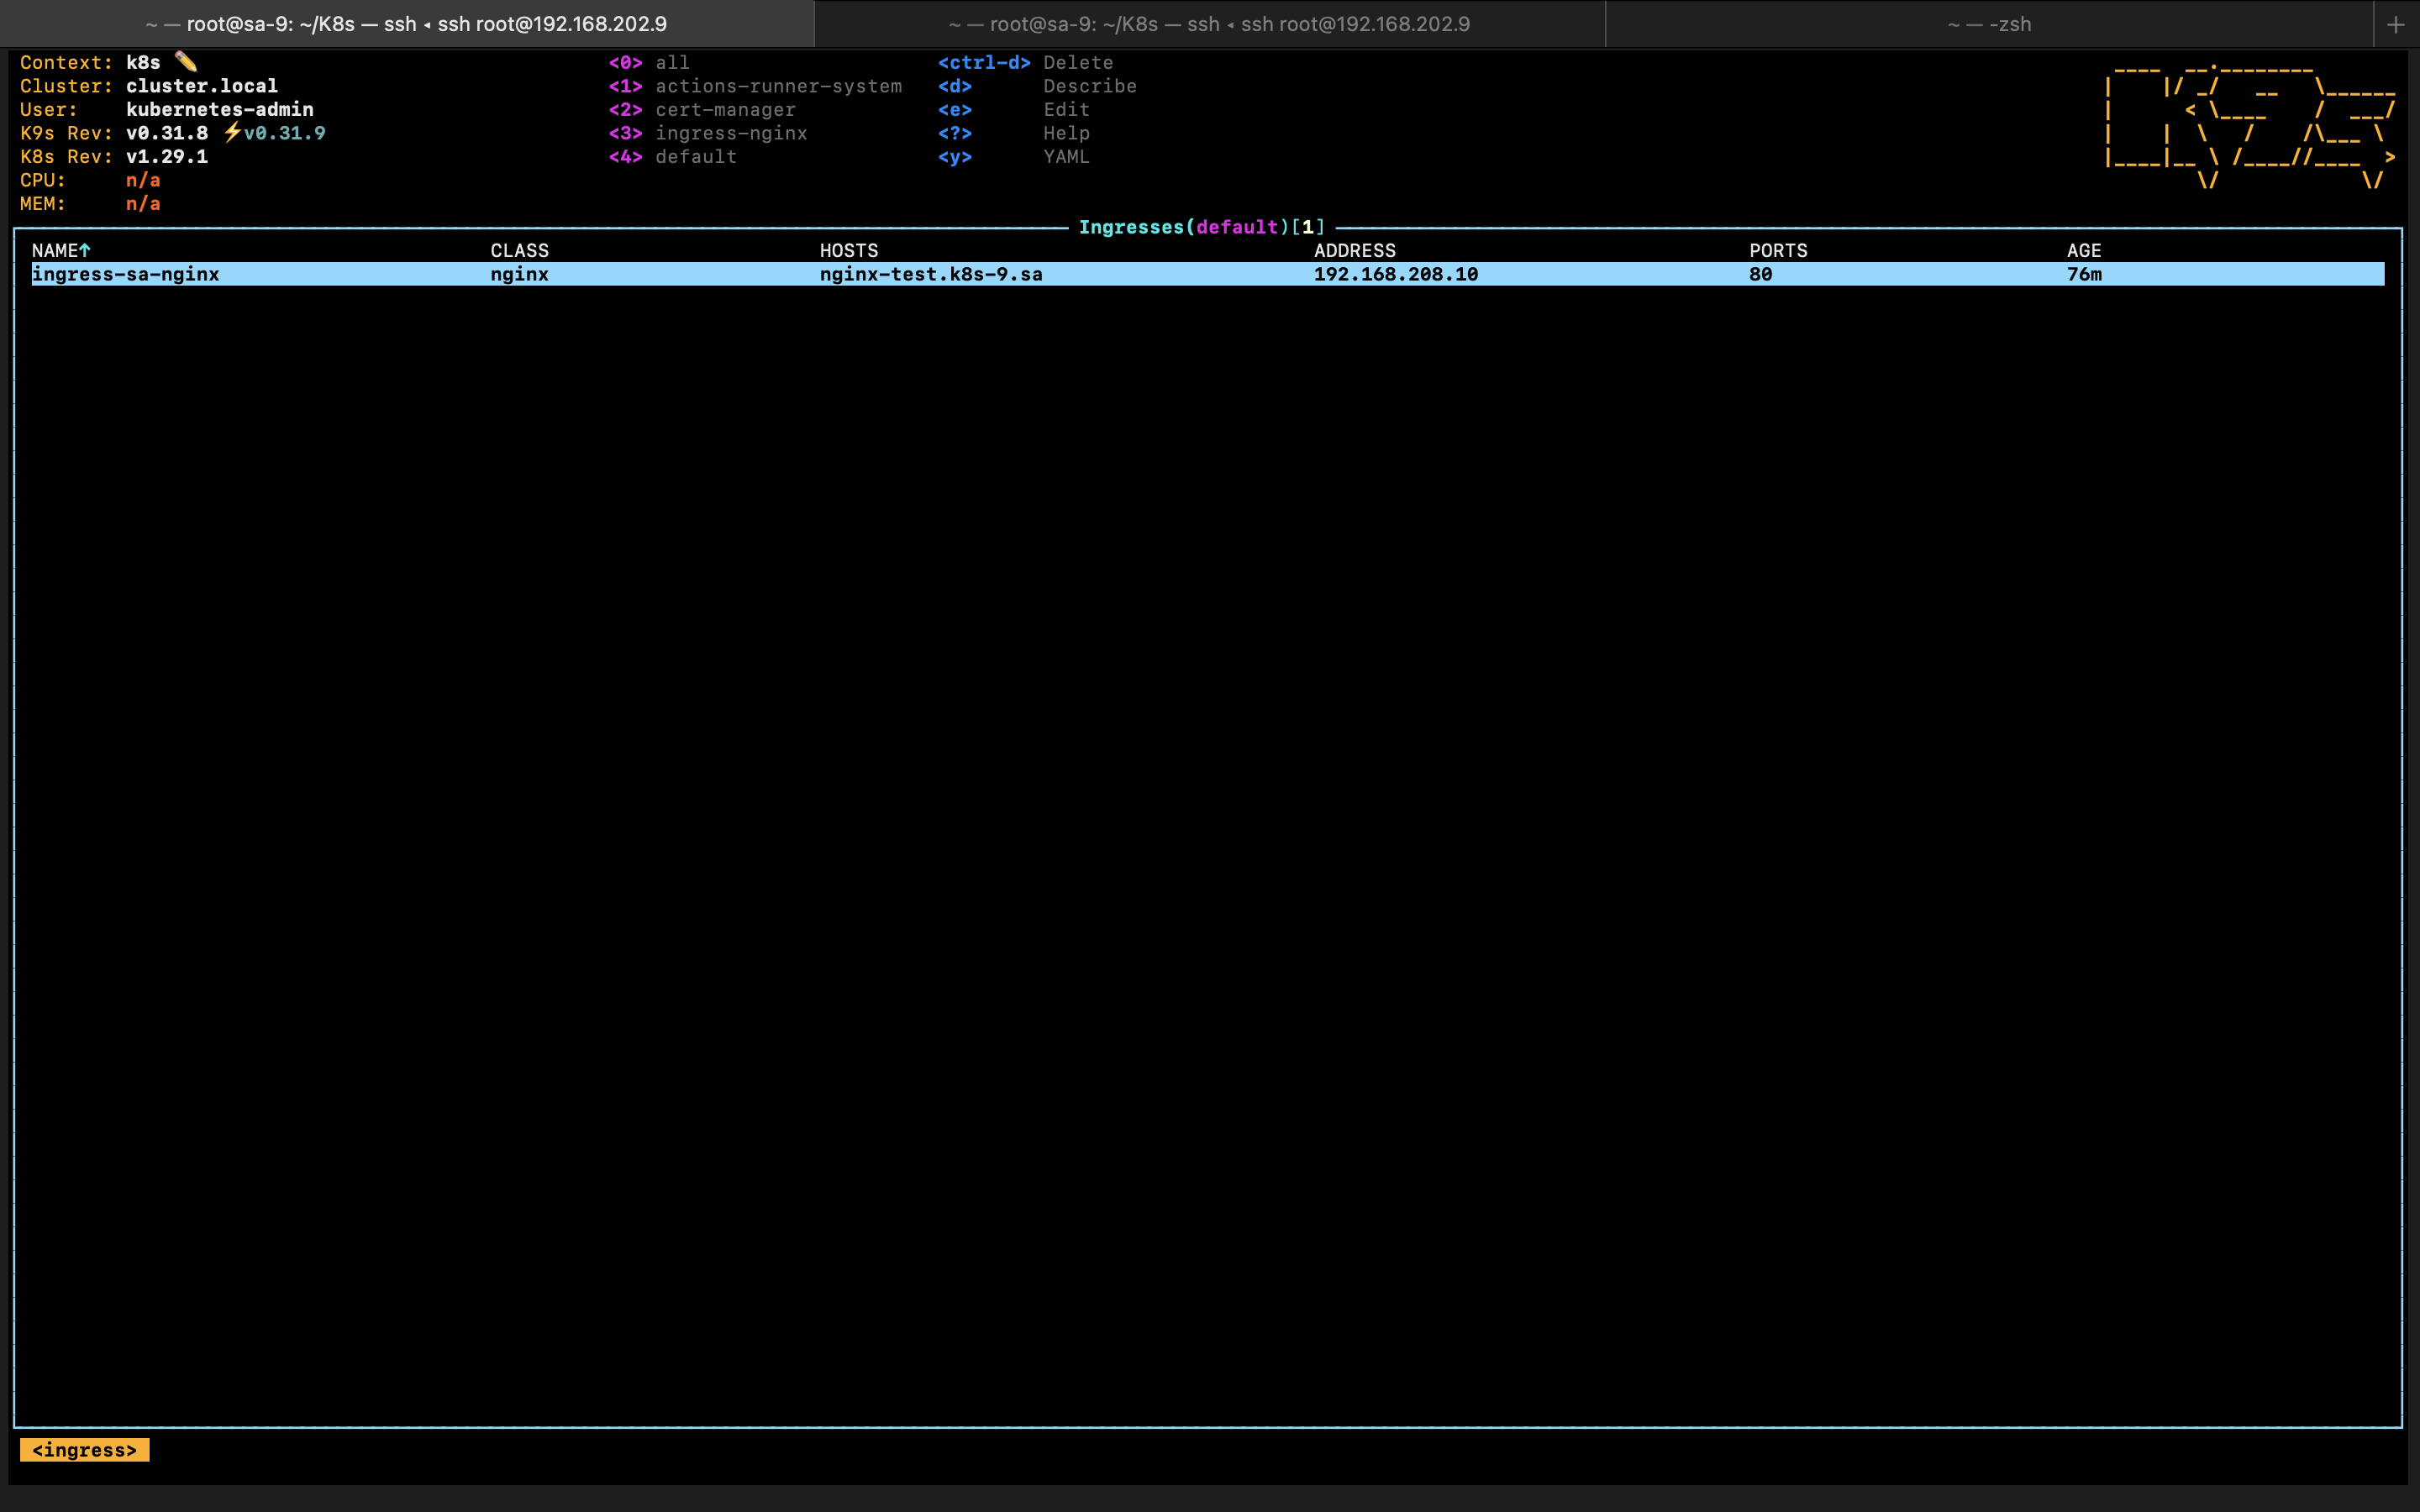 ~ — root@sa-9: ~/K8s — ssh ◂ ssh root@192.168.202.9 ~ — root@sa-9: ~/K8s — ssh ◂ ssh root@192.168.202.9 ~ — -zsh +
Context: k8s ✏️ <0> all <ctrl-d> Delete
Cluster: cluster.local <1> actions-runner-system <d> Describe
User: kubernetes-admin <2> cert-manager <e> Edit
K9s Rev: v0.31.8 ⚡v0.31.9 <3> ingress-nginx <?> Help
K8s Rev: v1.29.1 <4> default <y> YAML
CPU: n/a
MEM: n/a
Ingresses(default)[1]
NAME↑ CLASS HOSTS ADDRESS PORTS AGE
ingress-sa-nginx nginx nginx-test.k8s-9.sa 192.168.208.10 80 76m
<ingress>